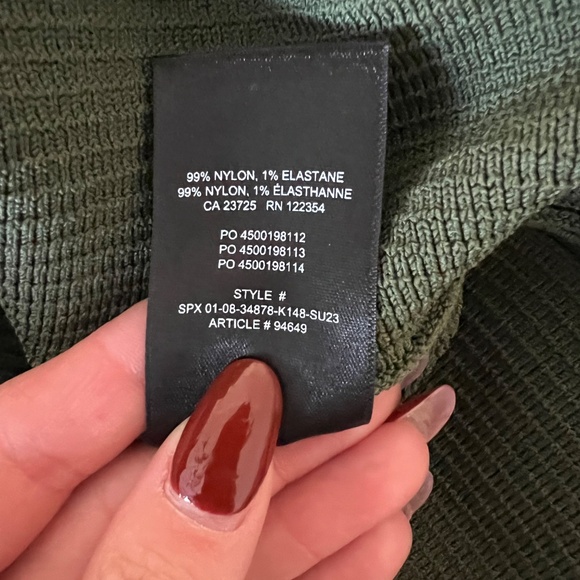 99% NYLON, 1% ELASTANE
99% NYLON, 1% ÉLASTHANNE
CA 23725 RN 122354
PO 4500198112
PO 4500198113
PO 4500198114
STYLE #
SPX 01-08-34878-K148-SU23
ARTICLE # 94649